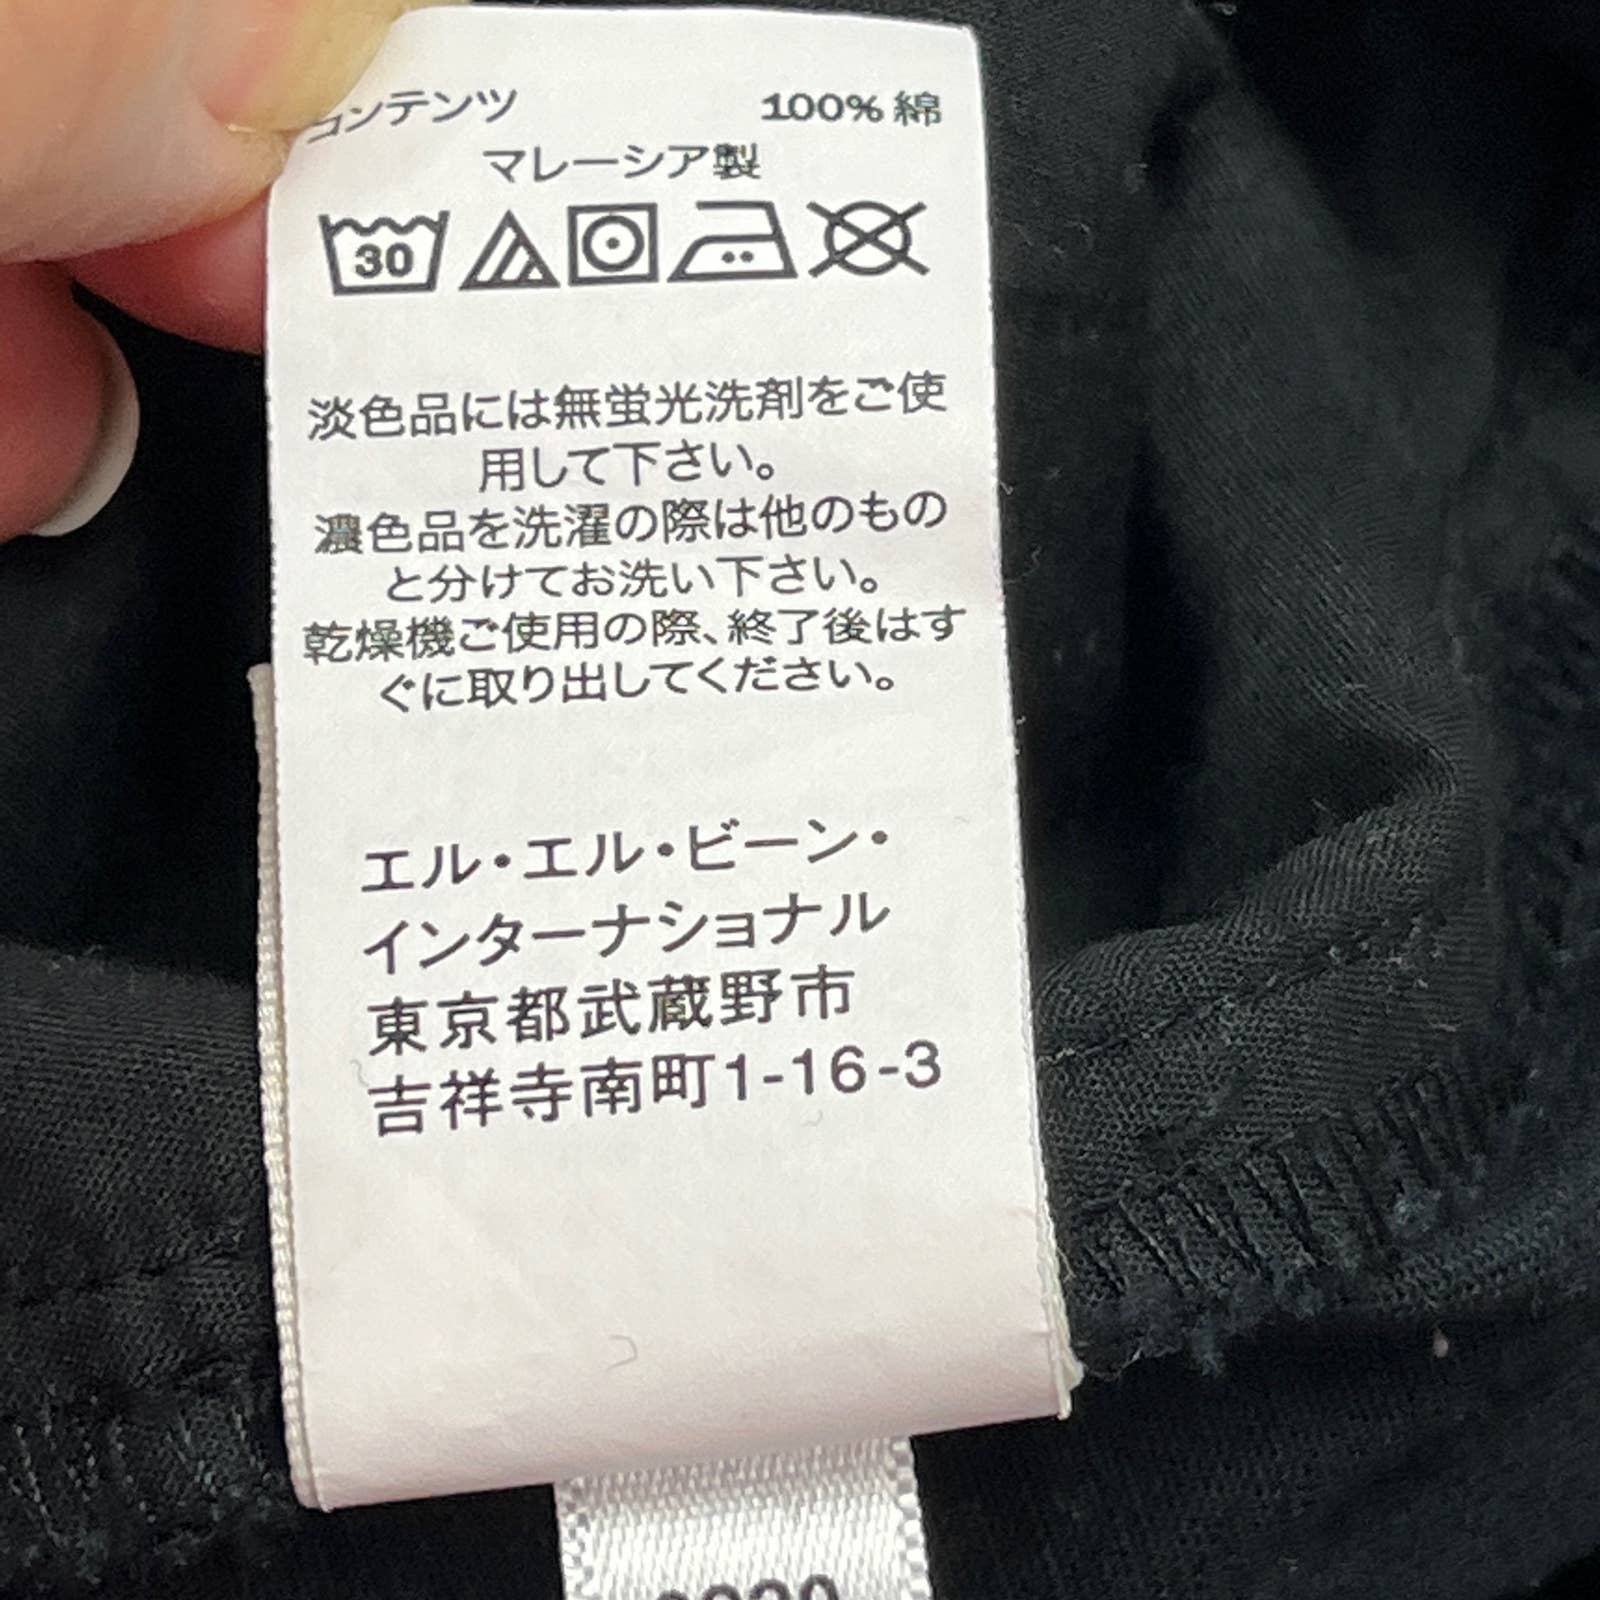 コンテンツ 100% 綿
マレーシア製
30
淡色品には無蛍光洗剤をご使
用して下さい。
濃色品を洗濯の際は他のもの
と分けてお洗い下さい。
乾燥機ご使用の際、終了後はす
ぐに取り出してください。
エル・エル・ビーン・
インターナショナル
東京都武蔵野市
吉祥寺南町1-16-3